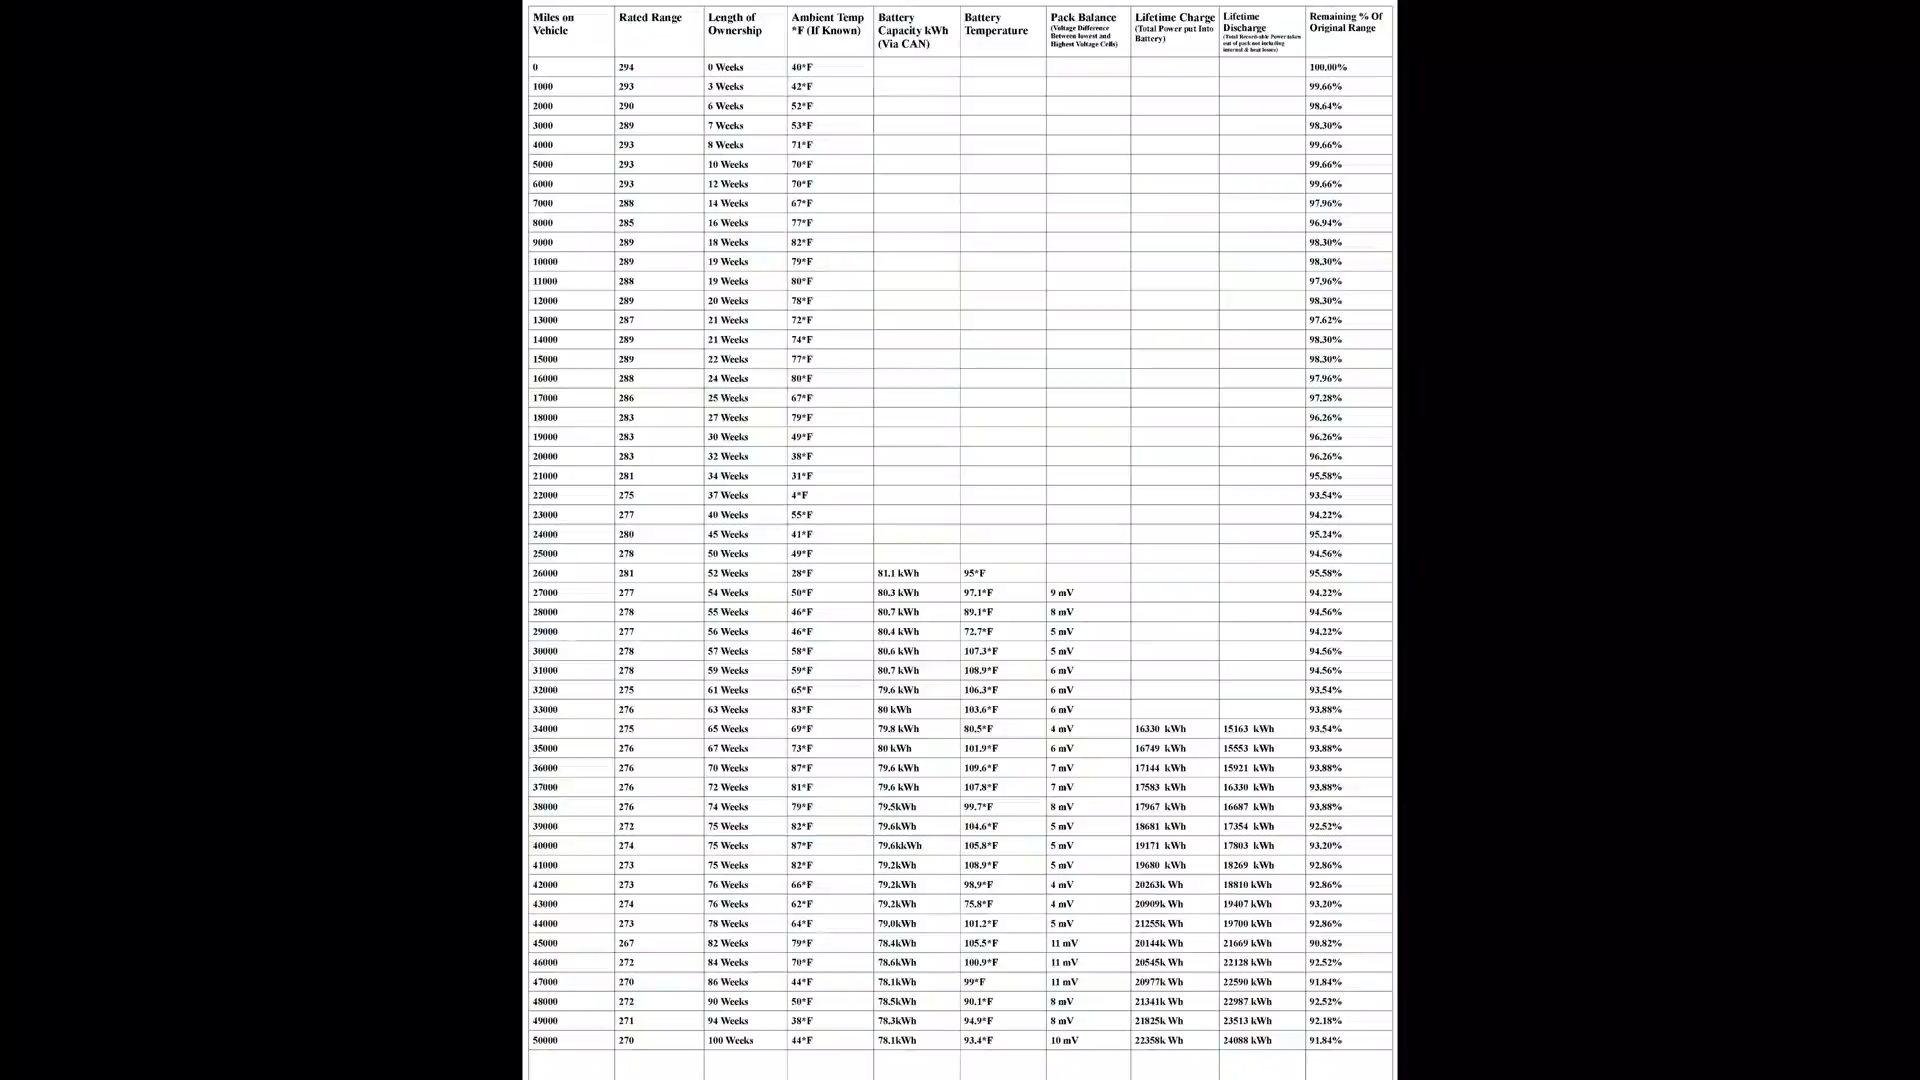 Miles on Vehicle Rated Range Length of Ownership Ambient Temp *F (If Known) Battery Capacity kWh (Via CAN) Battery Temperature Pack Balance (Voltage Difference Between lowest and Highest Voltage Cells) Lifetime Charge (Total Power put Into Battery) Lifetime Discharge (Total Record-able Power taken out of pack not including internal & heat losses) Remaining % Of Original Range
0 294 0 Weeks 40*F 100.00%
1000 293 3 Weeks 42*F 99.66%
2000 290 6 Weeks 52*F 98.64%
3000 289 7 Weeks 53*F 98.30%
4000 293 8 Weeks 71*F 99.66%
5000 293 10 Weeks 70*F 99.66%
6000 293 12 Weeks 70*F 99.66%
7000 288 14 Weeks 67*F 97.96%
8000 285 16 Weeks 77*F 96.94%
9000 289 18 Weeks 82*F 98.30%
10000 289 19 Weeks 79*F 98.30%
11000 288 19 Weeks 80*F 97.96%
12000 289 20 Weeks 78*F 98.30%
13000 287 21 Weeks 72*F 97.62%
14000 289 21 Weeks 74*F 98.30%
15000 289 22 Weeks 77*F 98.30%
16000 288 24 Weeks 80*F 97.96%
17000 286 25 Weeks 67*F 97.28%
18000 283 27 Weeks 79*F 96.26%
19000 283 30 Weeks 49*F 96.26%
20000 283 32 Weeks 38*F 96.26%
21000 281 34 Weeks 31*F 95.58%
22000 275 37 Weeks 4*F 93.54%
23000 277 40 Weeks 55*F 94.22%
24000 280 45 Weeks 41*F 95.24%
25000 278 50 Weeks 49*F 94.56%
26000 281 52 Weeks 28*F 81.1 kWh 95*F 95.58%
27000 277 54 Weeks 50*F 80.3 kWh 97.1*F 9 mV 94.22%
28000 278 55 Weeks 46*F 80.7 kWh 89.1*F 8 mV 94.56%
29000 277 56 Weeks 46*F 80.4 kWh 72.7*F 5 mV 94.22%
30000 278 57 Weeks 58*F 80.6 kWh 107.3*F 5 mV 94.56%
31000 278 59 Weeks 59*F 80.7 kWh 108.9*F 6 mV 94.56%
32000 275 61 Weeks 65*F 79.6 kWh 106.3*F 6 mV 93.54%
33000 276 63 Weeks 83*F 80 kWh 103.6*F 6 mV 93.88%
34000 275 65 Weeks 69*F 79.8 kWh 80.5*F 4 mV 16330 kWh 15163 kWh 93.54%
35000 276 67 Weeks 73*F 80 kWh 101.9*F 6 mV 16749 kWh 15553 kWh 93.88%
36000 276 70 Weeks 87*F 79.6 kWh 109.6*F 7 mV 17144 kWh 15921 kWh 93.88%
37000 276 72 Weeks 81*F 79.6 kWh 107.8*F 7 mV 17583 kWh 16330 kWh 93.88%
38000 276 74 Weeks 79*F 79.5kWh 99.7*F 8 mV 17967 kWh 16687 kWh 93.88%
39000 272 75 Weeks 82*F 79.6kWh 104.6*F 5 mV 18681 kWh 17354 kWh 92.52%
40000 274 75 Weeks 87*F 79.6kkWh 105.8*F 5 mV 19171 kWh 17803 kWh 93.20%
41000 273 75 Weeks 82*F 79.2kWh 108.9*F 5 mV 19680 kWh 18269 kWh 92.86%
42000 273 76 Weeks 66*F 79.2kWh 98.9*F 4 mV 20263k Wh 18810 kWh 92.86%
43000 274 76 Weeks 62*F 79.2kWh 75.8*F 4 mV 20909k Wh 19407 kWh 93.20%
44000 273 78 Weeks 64*F 79.0kWh 101.2*F 5 mV 21255k Wh 19700 kWh 92.86%
45000 267 82 Weeks 79*F 78.4kWh 105.5*F 11 mV 20144k Wh 21669 kWh 90.82%
46000 272 84 Weeks 70*F 78.6kWh 100.9*F 11 mV 20545k Wh 22128 kWh 92.52%
47000 270 86 Weeks 44*F 78.1kWh 99*F 11 mV 20977k Wh 22590 kWh 91.84%
48000 272 90 Weeks 50*F 78.5kWh 90.1*F 8 mV 21341k Wh 22987 kWh 92.52%
49000 271 94 Weeks 38*F 78.3kWh 94.9*F 8 mV 21825k Wh 23513 kWh 92.18%
50000 270 100 Weeks 44*F 78.1kWh 93.4*F 10 mV 22358k Wh 24088 kWh 91.84%